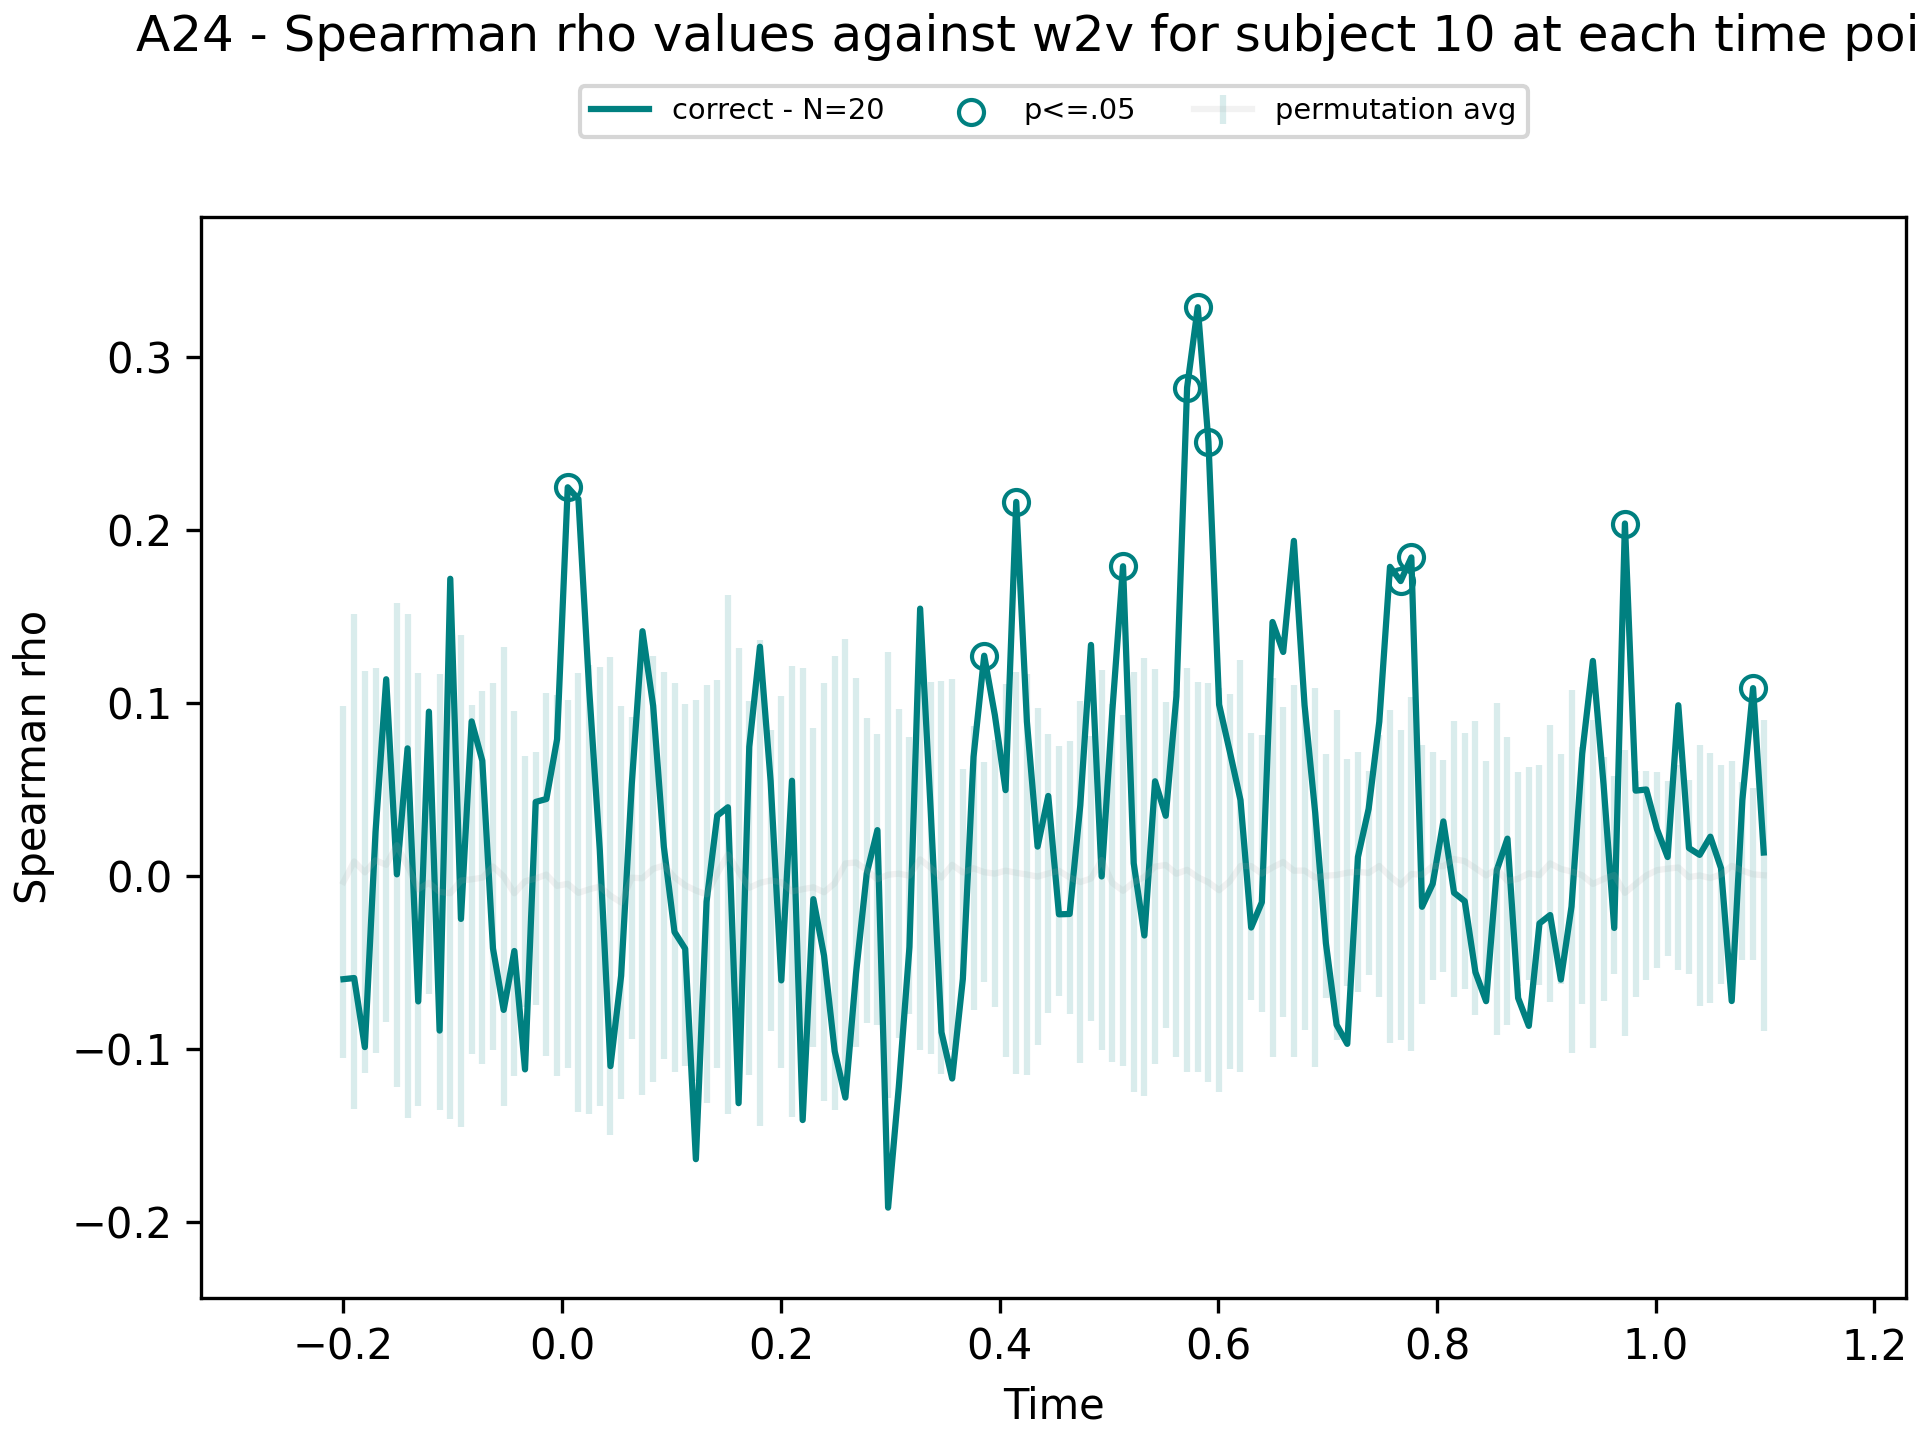 A24 - Spearman rho values against w2v for subject 10 at each time poi
correct - N=20 p<=.05 permutation avg
Spearman rho
0.3
0.2
0.1
0.0
−0.1
−0.2
−0.2 0.0 0.2 0.4 0.6 0.8 1.0 1.2
Time